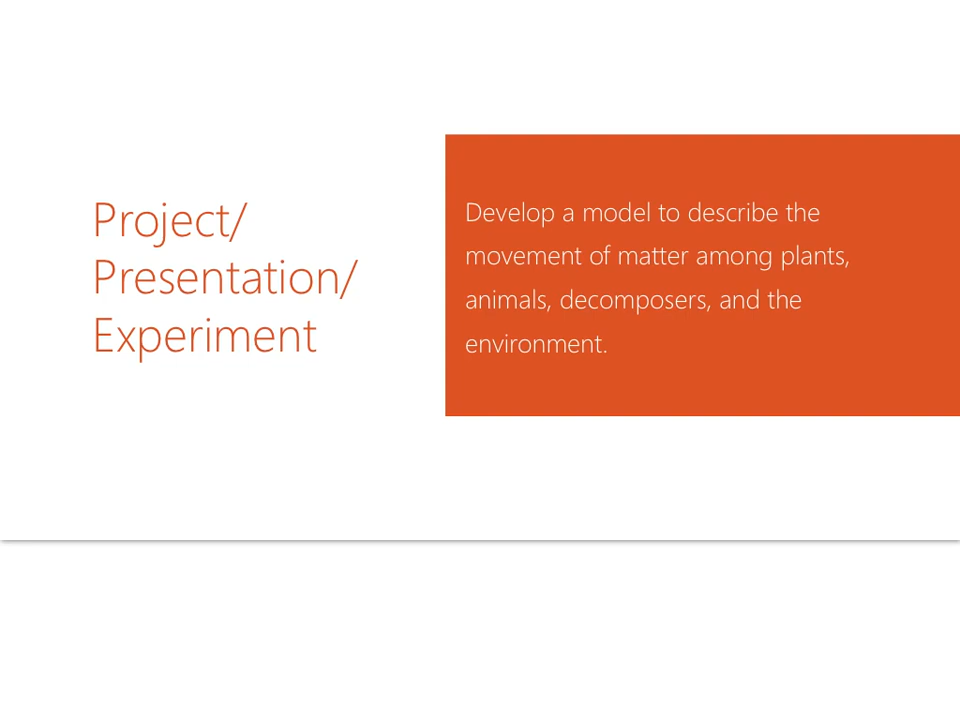 Project/
Presentation/
Experiment
Develop a model to describe the
movement of matter among plants,
animals, decomposers, and the
environment.